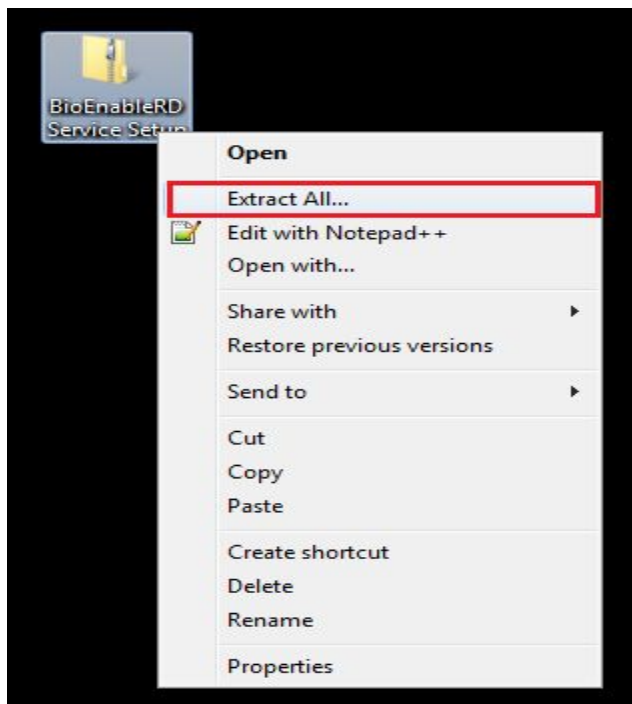 BioEnableRD
Service Setup
Open
Extract All...
Edit with Notepad++
Open with...
Share with
Restore previous versions
Send to
Cut
Copy
Paste
Create shortcut
Delete
Rename
Properties